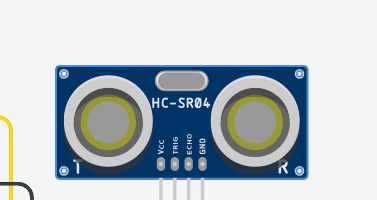 HC-SR04
Vcc
TRIG
ECHO
GND
T
R